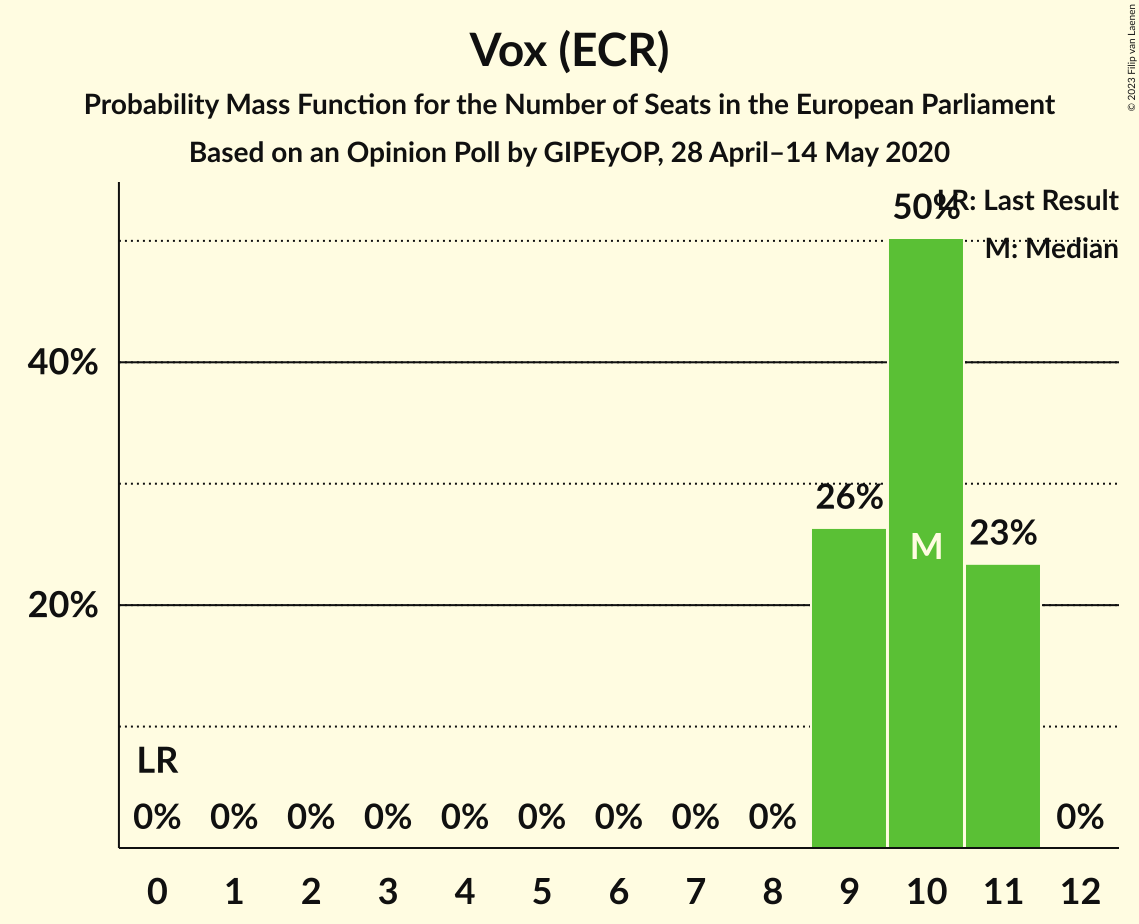 Vox (ECR)
Probability Mass Function for the Number of Seats in the European Parliament
Based on an Opinion Poll by GIPEyOP, 28 April–14 May 2020
© 2023 Filip van Laenen
LR: Last Result
M: Median
50%
40%
26%
23%
M
20%
LR
0% 0% 0% 0% 0% 0% 0% 0% 0% 0%
0 1 2 3 4 5 6 7 8 9 10 11 12